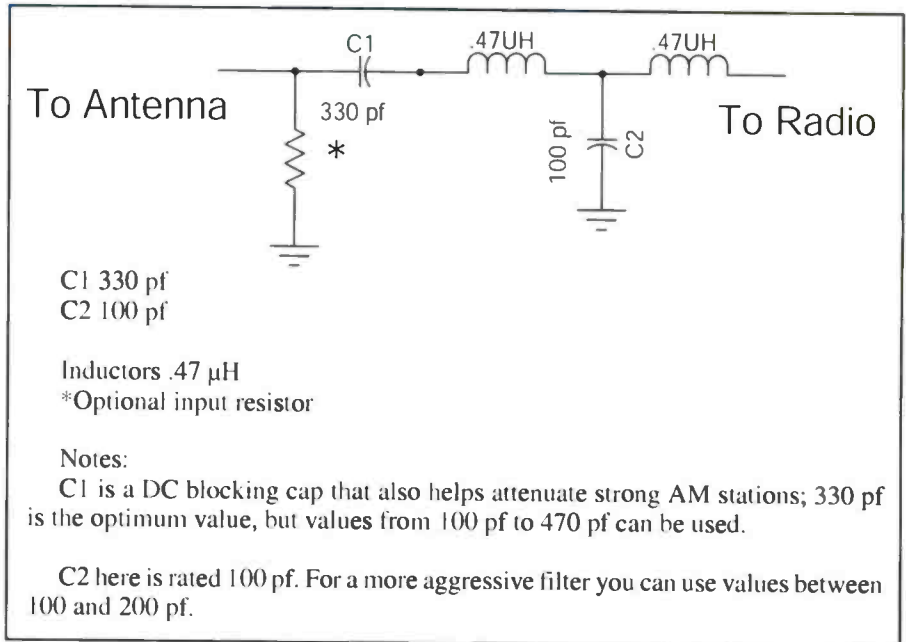 C1
.47UH
.47UH
To Antenna
330 pf
*
100 pf
C2
To Radio
C1 330 pf
C2 100 pf
Inductors .47 µH
*Optional input resistor
Notes:
C1 is a DC blocking cap that also helps attenuate strong AM stations; 330 pf
is the optimum value, but values from 100 pf to 470 pf can be used.
C2 here is rated 100 pf. For a more aggressive filter you can use values between
100 and 200 pf.